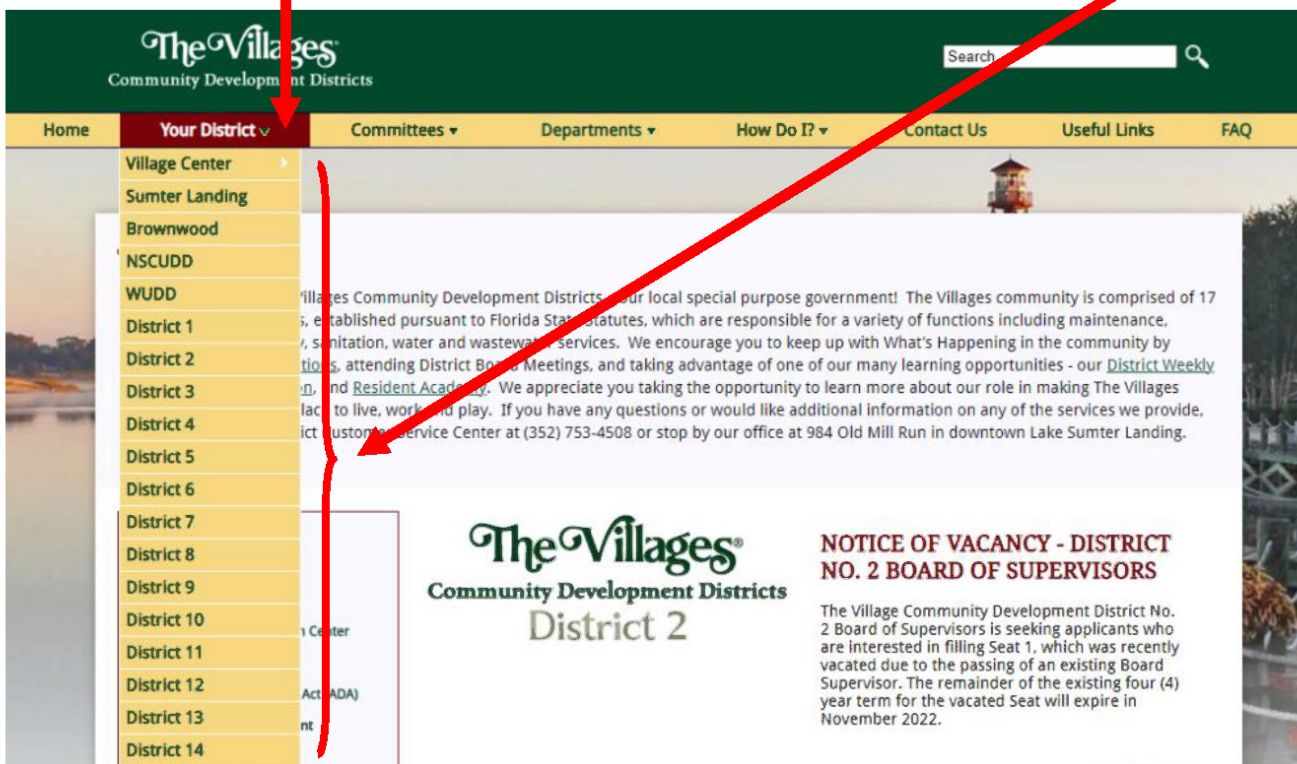 The Villages
Community Development Districts
Search
Home
Your District
Committees
Departments
How Do I?
Contact Us
Useful Links
FAQ
Village Center
Sumter Landing
Brownwood
NSCUDD
WUDD
District 1
District 2
District 3
District 4
District 5
District 6
District 7
District 8
District 9
District 10
District 11
District 12
District 13
District 14
Villages Community Development Districts your local special purpose government! The Villages community is comprised of 17
established pursuant to Florida State Statutes, which are responsible for a variety of functions including maintenance,
sanitation, water and wastewater services. We encourage you to keep up with What's Happening in the community by
attending District Board Meetings, and taking advantage of one of our many learning opportunities - our District Weekly
and Resident Academy. We appreciate you taking the opportunity to learn more about our role in making The Villages
to live, work and play. If you have any questions or would like additional information on any of the services we provide,
Customer Service Center at (352) 753-4508 or stop by our office at 984 Old Mill Run in downtown Lake Sumter Landing.
Center
Act (ADA)
The Villages®
Community Development Districts
District 2
NOTICE OF VACANCY - DISTRICT
NO. 2 BOARD OF SUPERVISORS
The Village Community Development District No.
2 Board of Supervisors is seeking applicants who
are interested in filling Seat 1, which was recently
vacated due to the passing of an existing Board
Supervisor. The remainder of the existing four (4)
year term for the vacated Seat will expire in
November 2022.